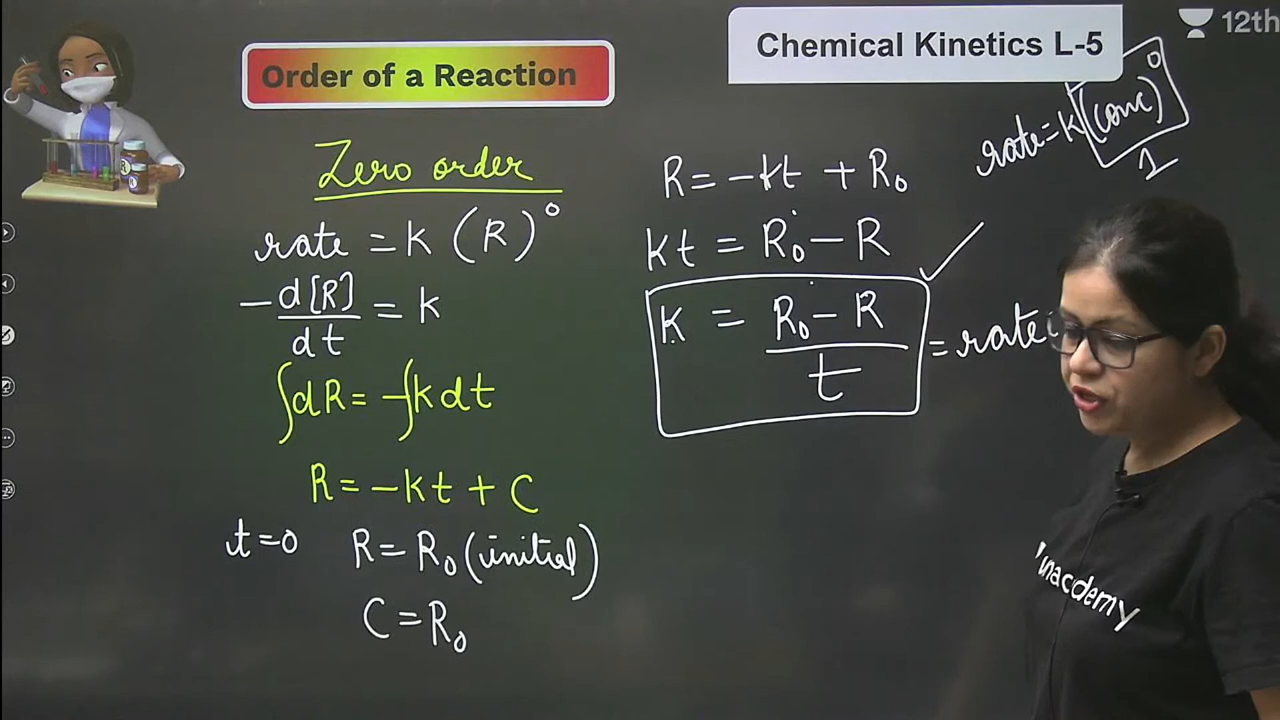 Order of a Reaction
Chemical Kinetics L-5
12th
Zero order
rate = k (R)⁰
-d[R]/dt = k
∫dR = -∫k dt
R = -kt + C
t=0 R = R₀ (initial)
C = R₀
R = -kt + R₀
kt = R₀ - R
k = R₀ - R / t = rate
rate = k (conc)⁰
1
unacademy